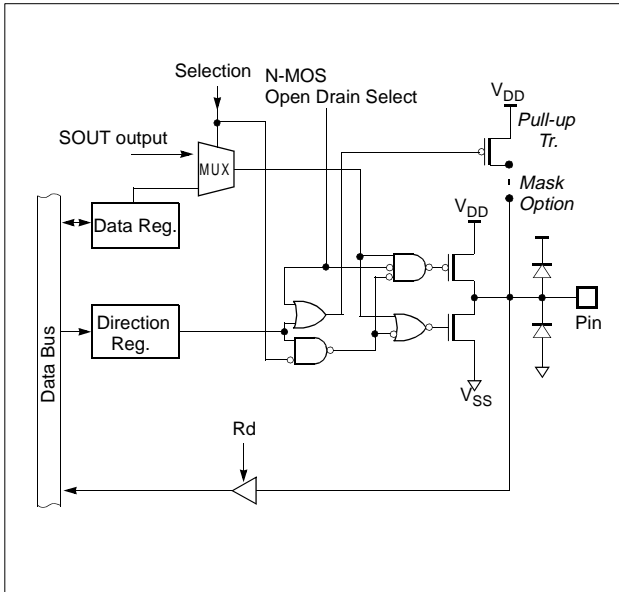 Selection
N-MOS
Open Drain Select
VDD
Pull-up
Tr.
SOUT output
MUX
Mask
Option
Data Reg.
VDD
Direction
Reg.
Pin
Data Bus
VSS
Rd